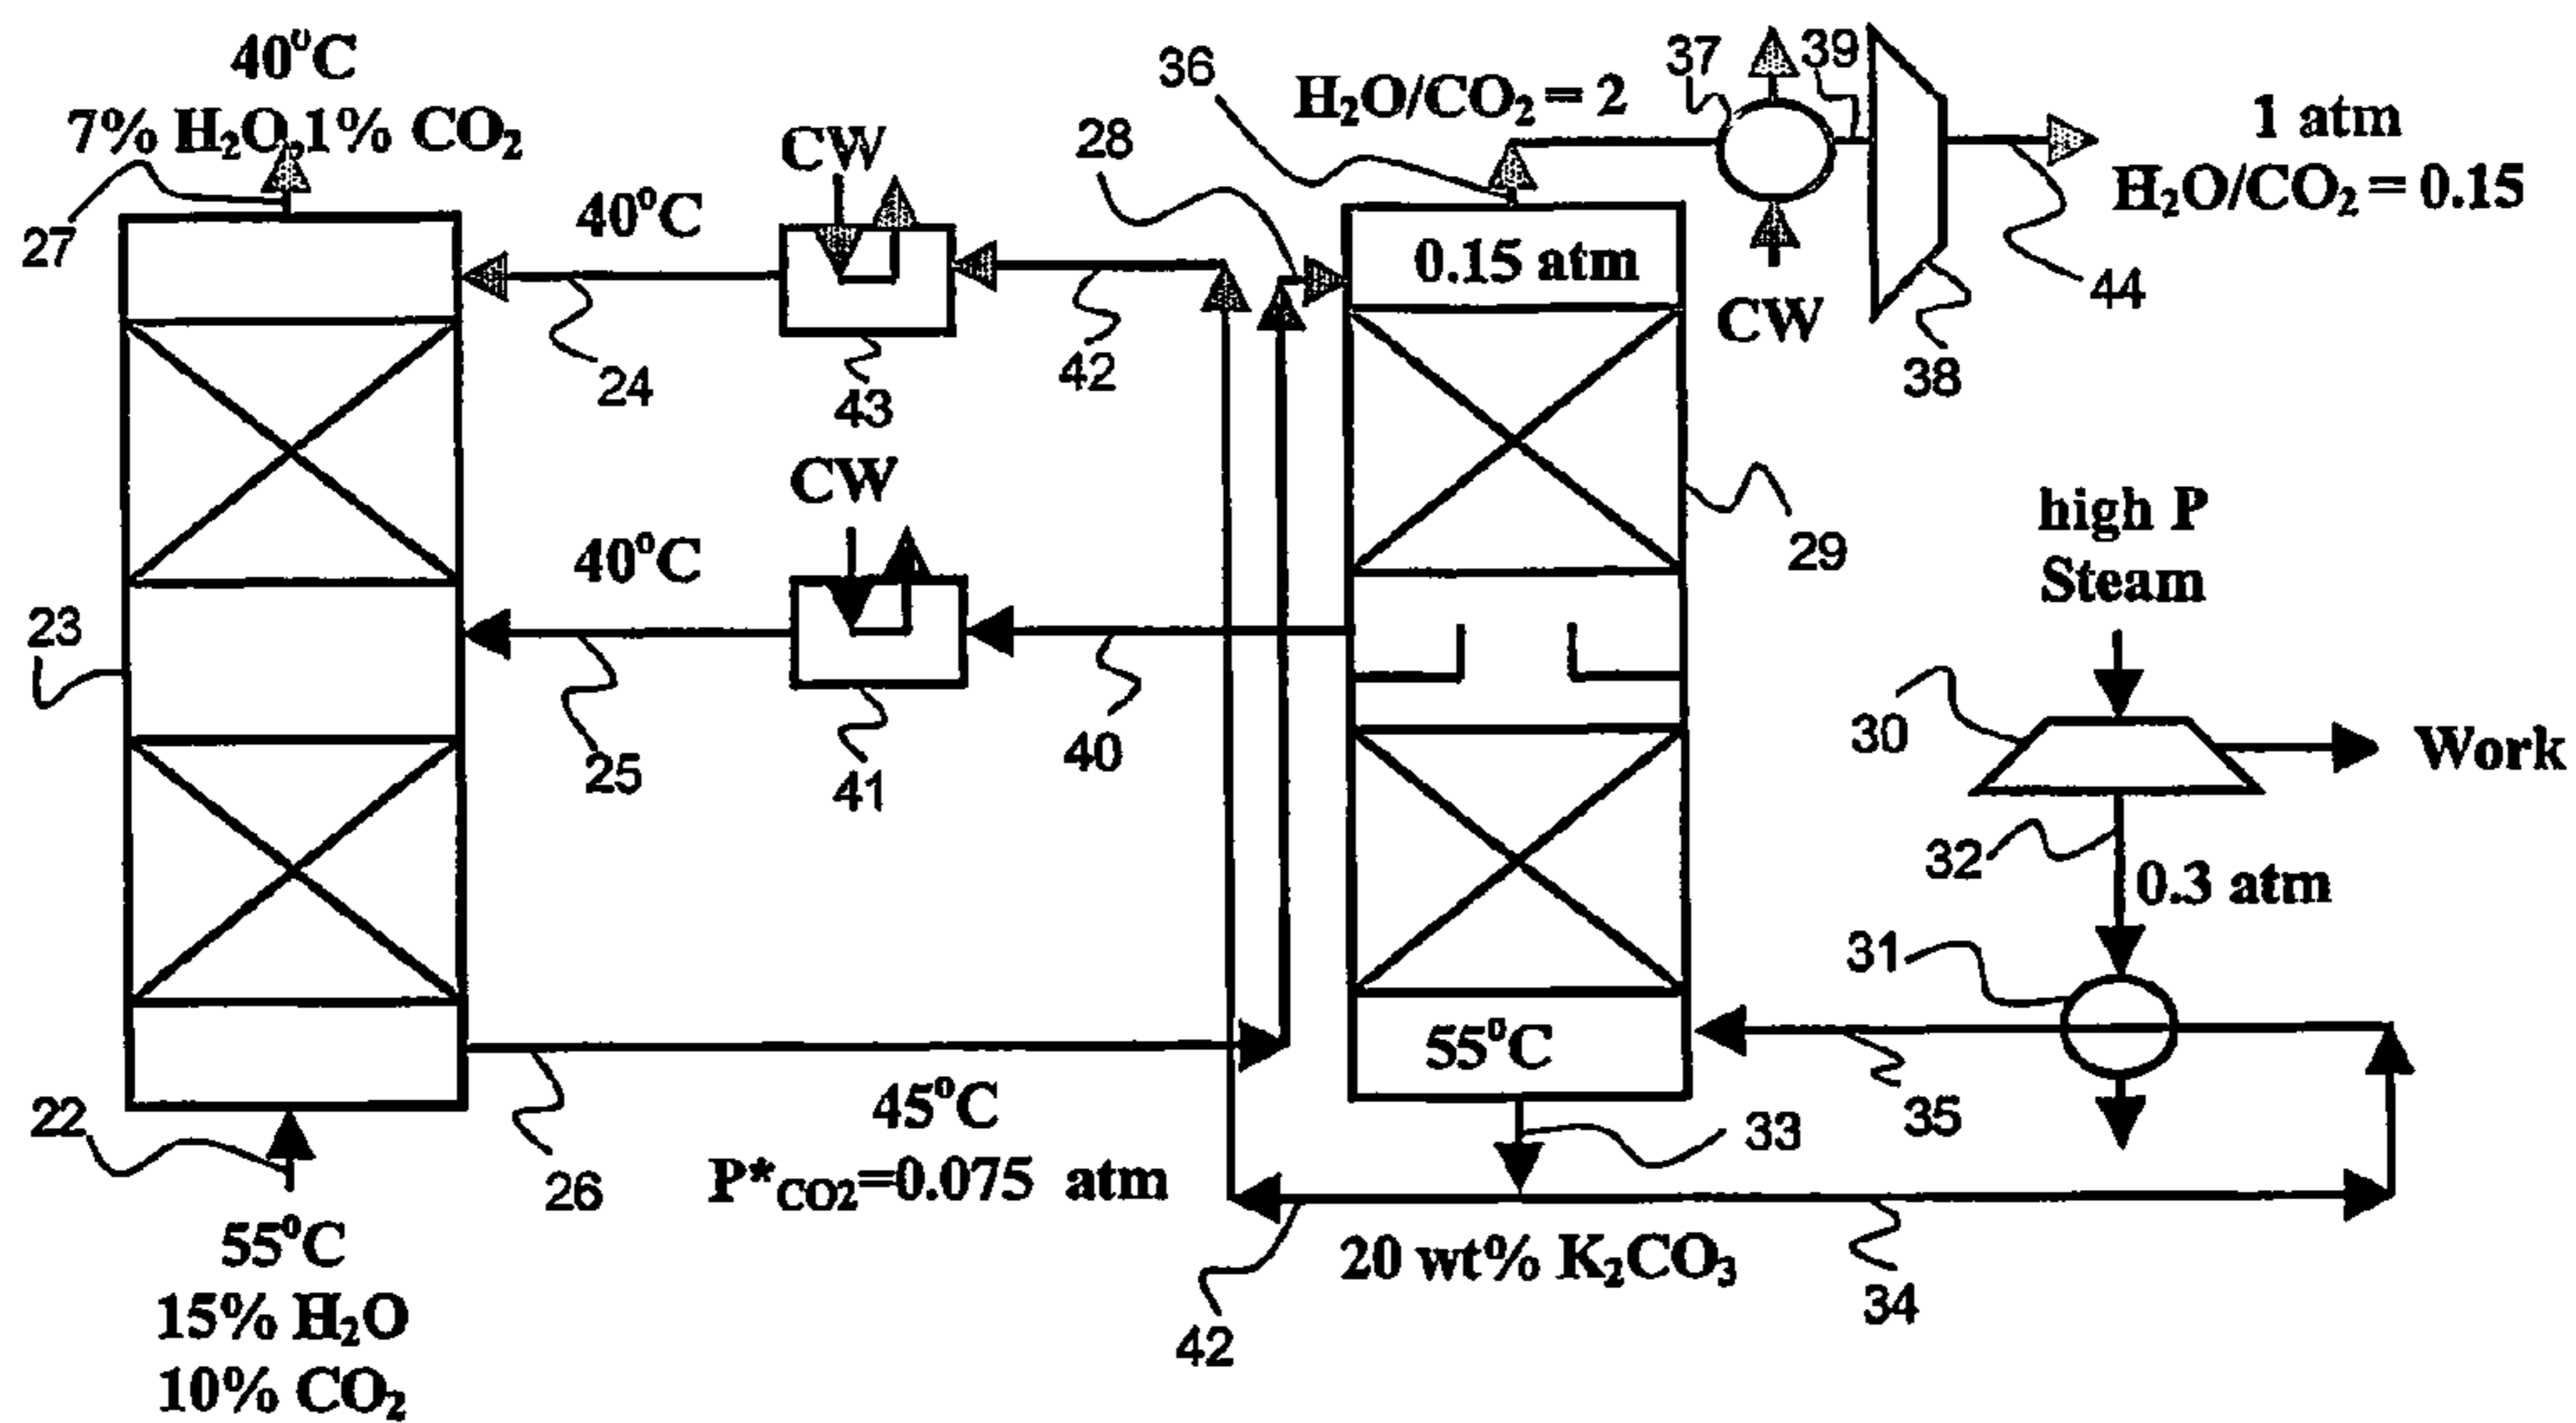 40°C
7% H₂O,1% CO₂
27
40°C
24
CW
43
42
28
36
H₂O/CO₂ = 2
37
39
CW
38
1 atm
H₂O/CO₂ = 0.15
44
0.15 atm
29
23
40°C
25
CW
41
40
high P
Steam
30
Work
32
0.3 atm
31
35
55°C
33
22
26
45°C
P*CO2=0.075 atm
55°C
15% H₂O
10% CO₂
42
20 wt% K₂CO₃
34